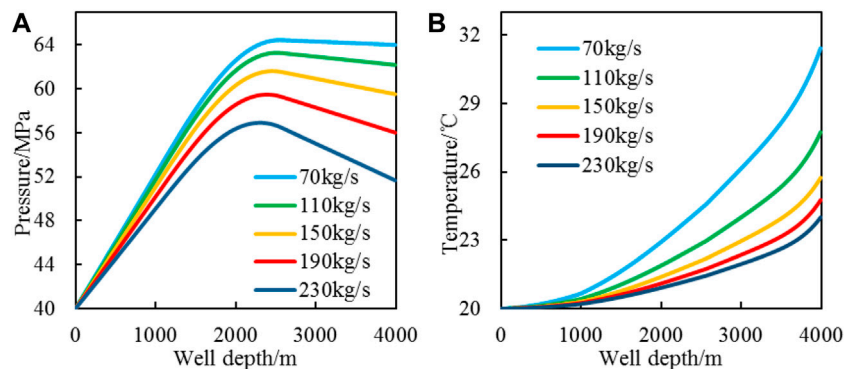 A
Pressure/MPa
64
60
56
52
48
44
40
70kg/s
110kg/s
150kg/s
190kg/s
230kg/s
0
1000
2000
3000
4000
Well depth/m
B
Temperature/℃
32
29
26
23
20
70kg/s
110kg/s
150kg/s
190kg/s
230kg/s
0
1000
2000
3000
4000
Well depth/m